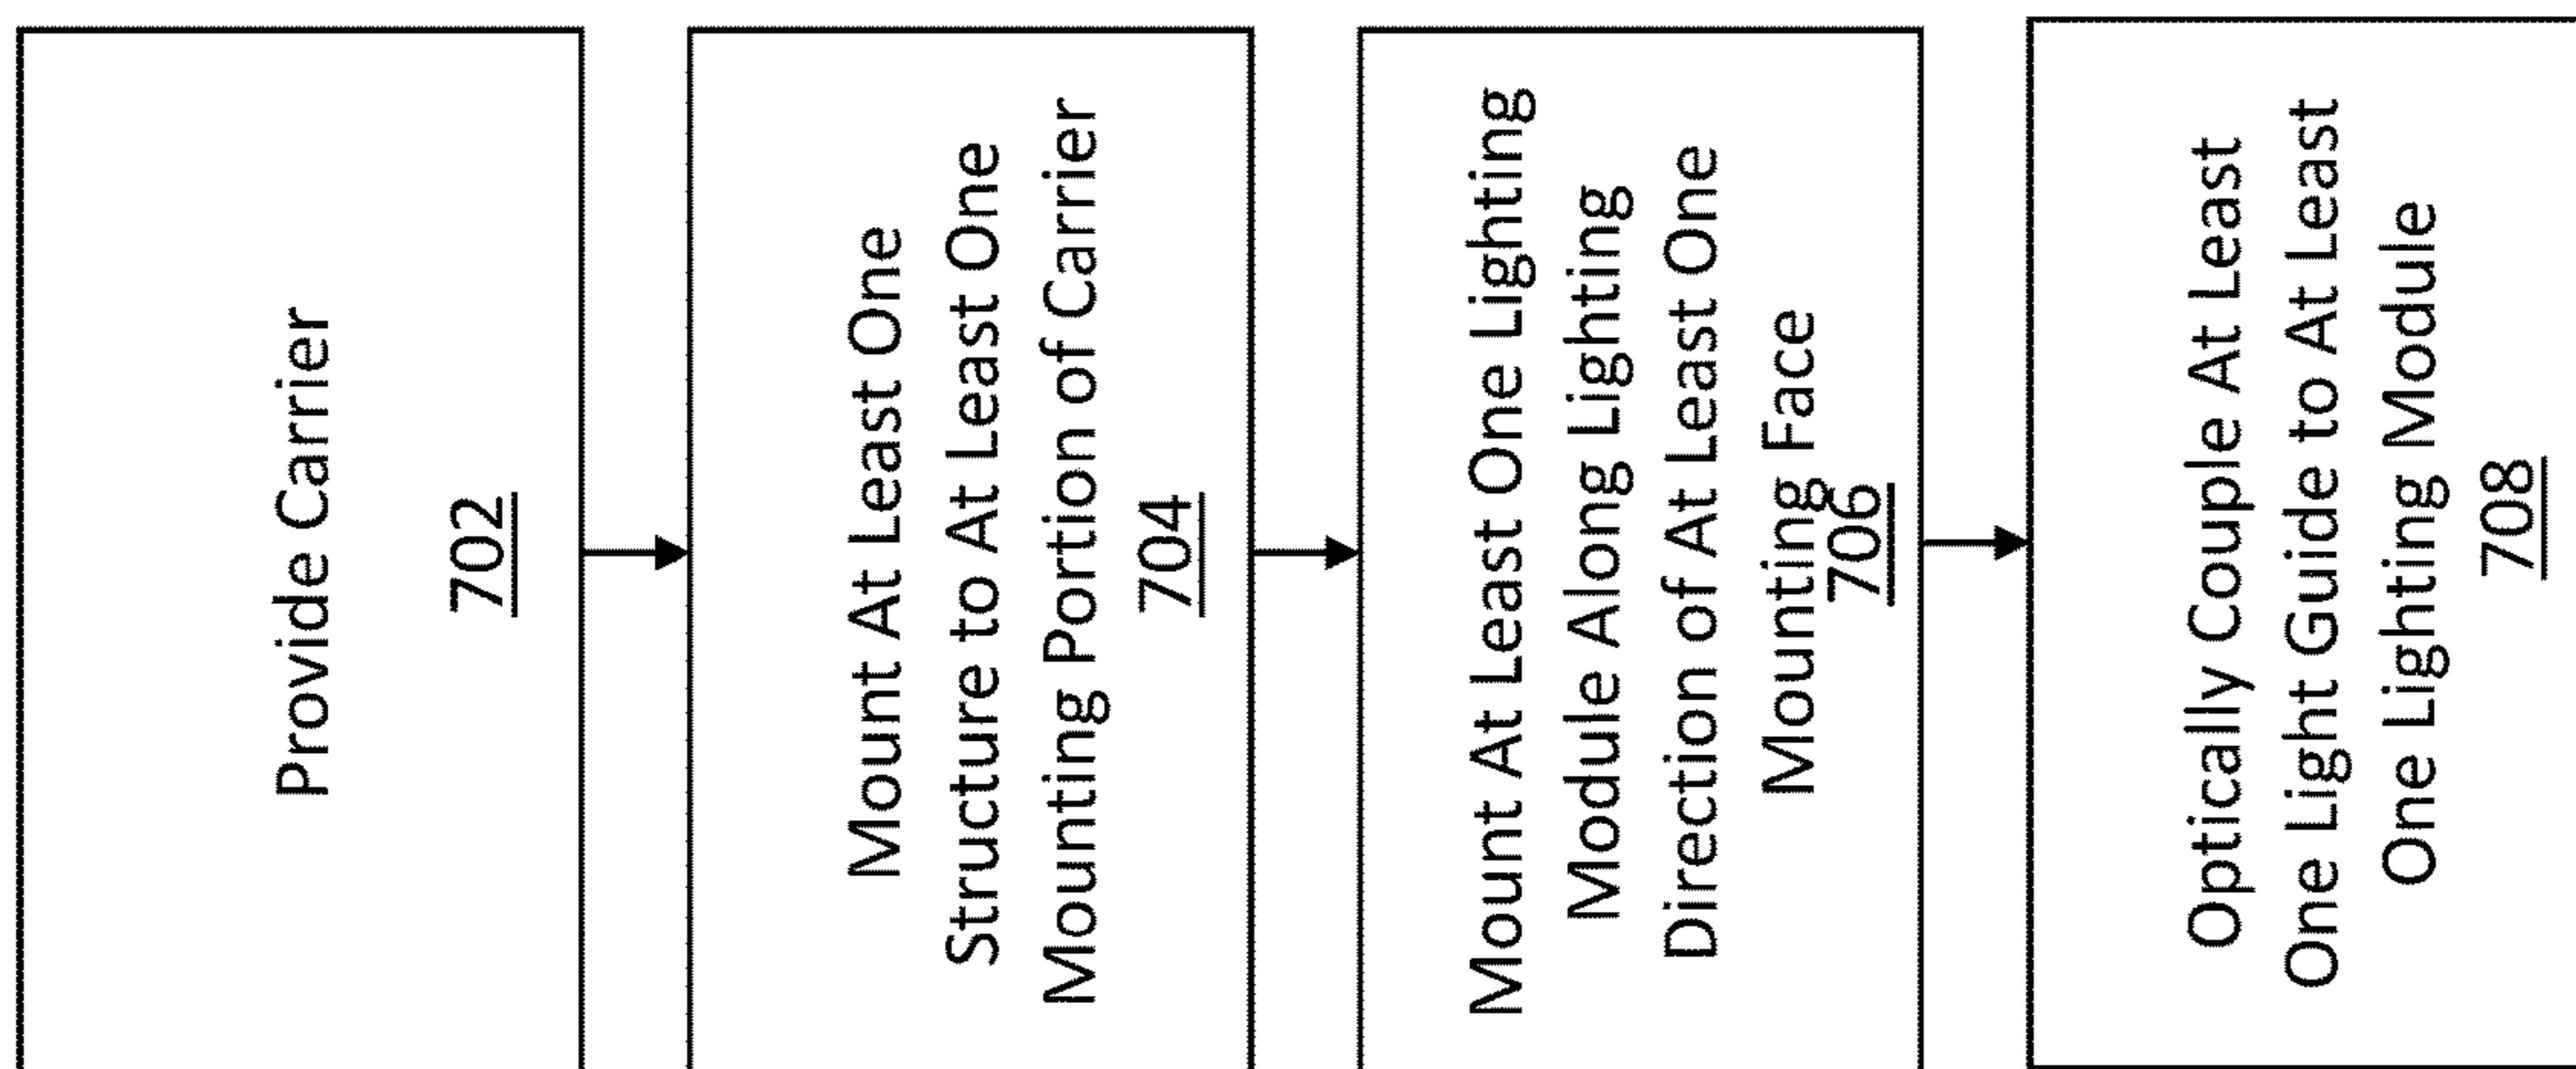 Provide Carrier
702
Mount At Least One
Structure to At Least One
Mounting Portion of Carrier
704
Mount At Least One Lighting
Module Along Lighting
Direction of At Least One
Mounting Face
706
Optically Couple At Least
One Light Guide to At Least
One Lighting Module
708